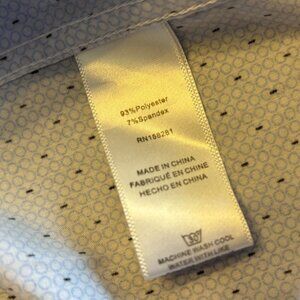 93%Polyester
7%Spandex
RN188281
MADE IN CHINA
FABRIQUÉ EN CHINE
HECHO EN CHINA
MACHINE WASH COOL
WATER WITH LIKE